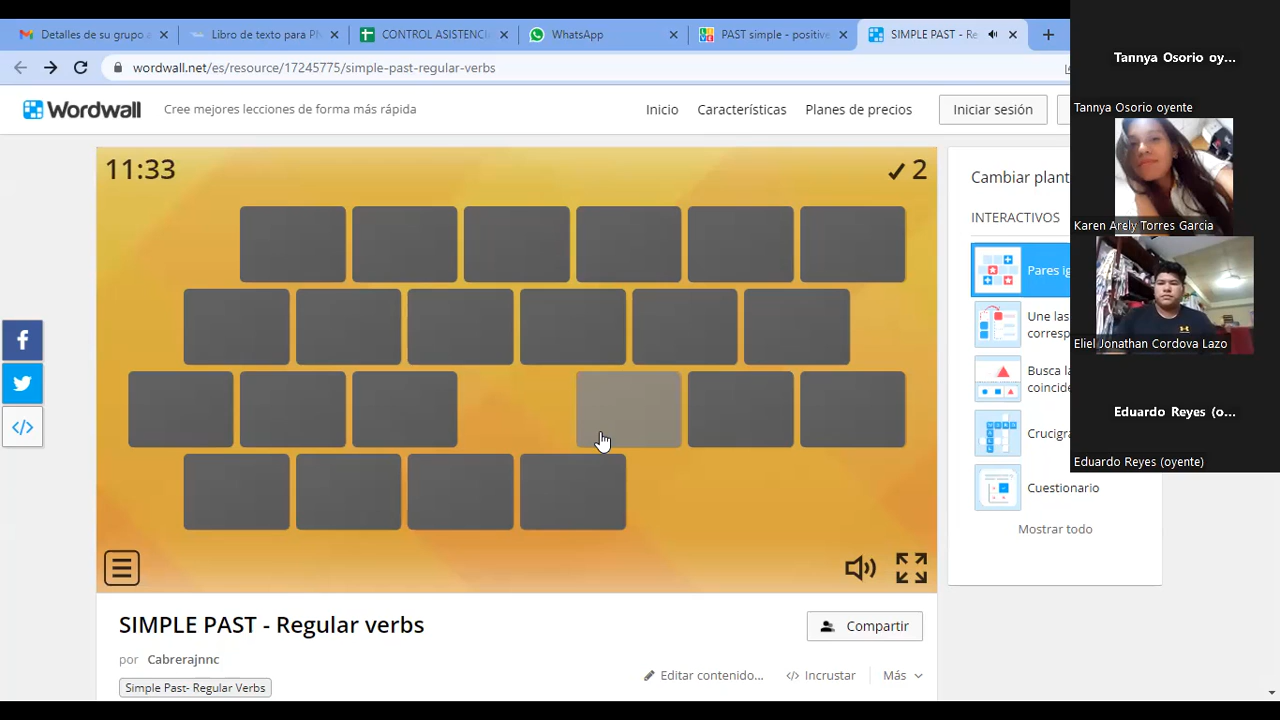 Detalles de su grupo
Libro de texto para Pl
CONTROL ASISTENC
WhatsApp
PAST simple - positive
SIMPLE PAST - Re
wordwall.net/es/resource/17245775/simple-past-regular-verbs
Wordwall
Cree mejores lecciones de forma más rápida
Inicio
Características
Planes de precios
Iniciar sesión
11:33
2
Cambiar plant
INTERACTIVOS
Pares ig
Une las
corresp
Busca la
coincide
Crucigra
Cuestionario
Mostrar todo
SIMPLE PAST - Regular verbs
Compartir
por Cabrerajnnc
Editar contenido...
Incrustar
Más
Simple Past- Regular Verbs
Tannya Osorio oy...
Tannya Osorio oyente
Karen Arely Torres Garcia
Eliel Jonathan Cordova Lazo
Eduardo Reyes (o...
Eduardo Reyes (oyente)